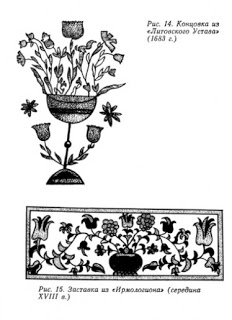 Рис. 14. Концовка из
«Литовского Устава»
(1683 г.)
Рис. 15. Заставка из «Ирмологиона» (середина
XVIII в.)